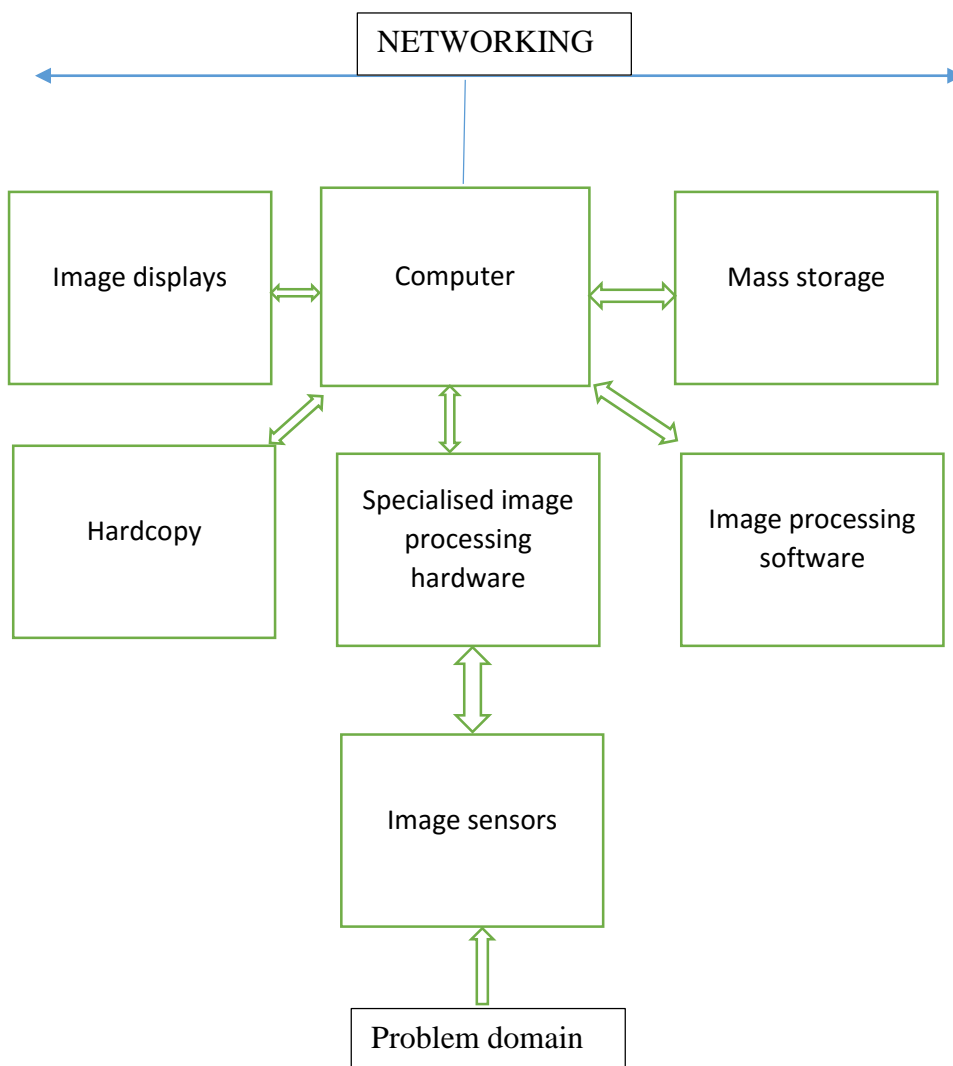 NETWORKING
Image displays
Computer
Mass storage
Hardcopy
Specialised image
processing
hardware
Image processing
software
Image sensors
Problem domain